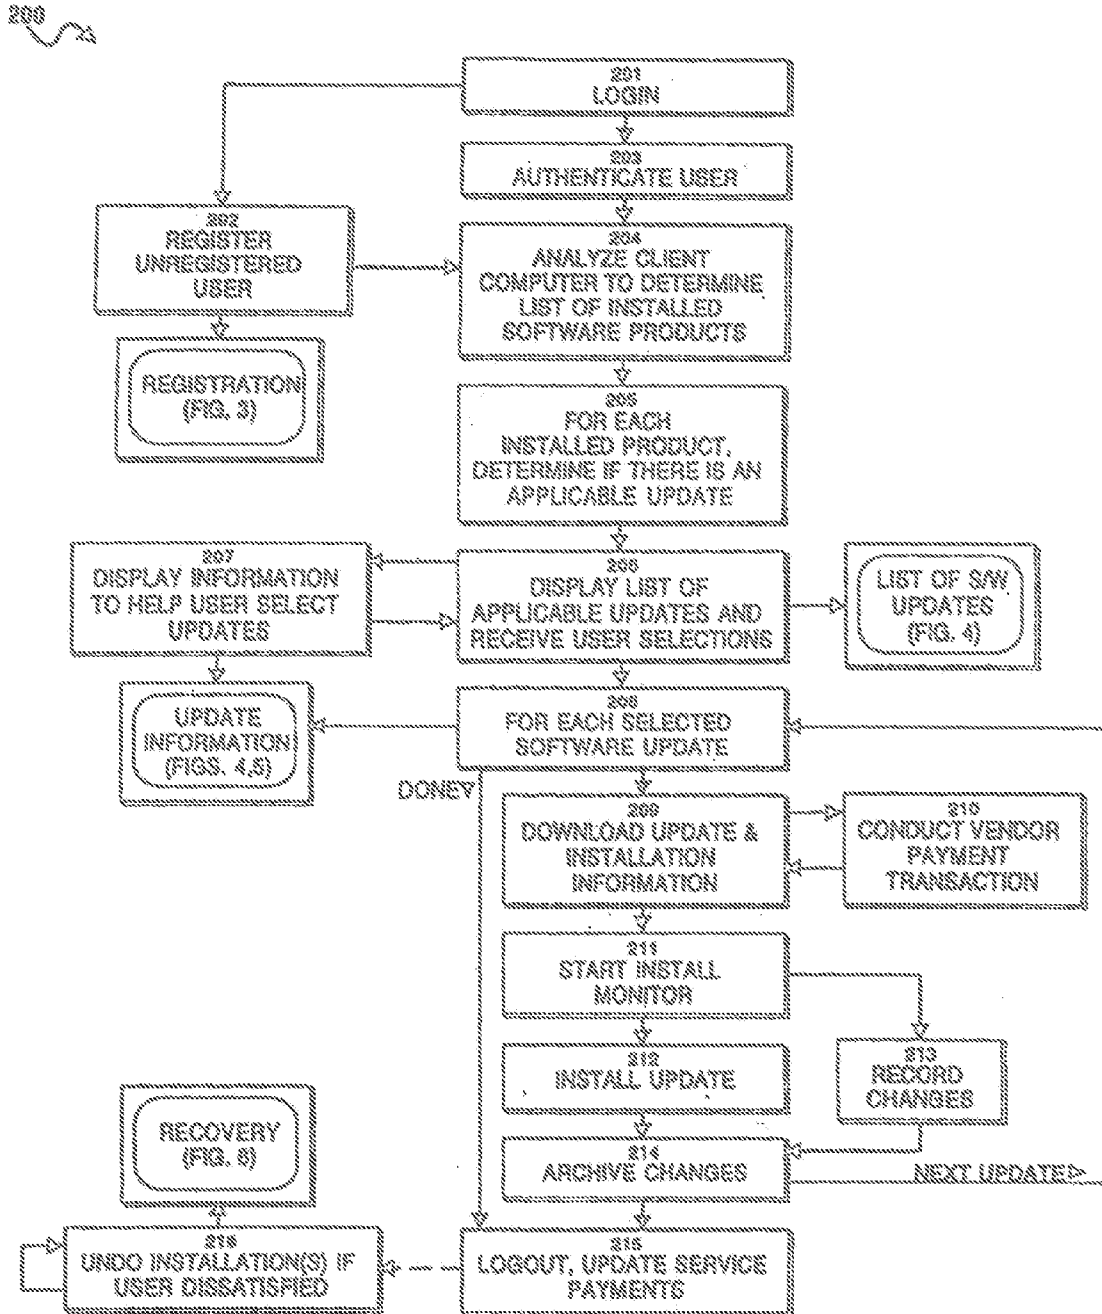 200
201
LOGIN
203
AUTHENTICATE USER
202
REGISTER
UNREGISTERED
USER
204
ANALYZE CLIENT
COMPUTER TO DETERMINE
LIST OF INSTALLED
SOFTWARE PRODUCTS
REGISTRATION
(FIG. 3)
205
FOR EACH
INSTALLED PRODUCT,
DETERMINE IF THERE IS AN
APPLICABLE UPDATE
207
DISPLAY INFORMATION
TO HELP USER SELECT
UPDATES
206
DISPLAY LIST OF
APPLICABLE UPDATES AND
RECEIVE USER SELECTIONS
LIST OF S/W
UPDATES
(FIG. 4)
UPDATE
INFORMATION
(FIGS. 4,5)
208
FOR EACH SELECTED
SOFTWARE UPDATE
DONE
209
DOWNLOAD UPDATE &
INSTALLATION
INFORMATION
210
CONDUCT VENDOR
PAYMENT
TRANSACTION
211
START INSTALL
MONITOR
212
INSTALL UPDATE
213
RECORD
CHANGES
RECOVERY
(FIG. 6)
214
ARCHIVE CHANGES
NEXT UPDATE
216
UNDO INSTALLATION(S) IF
USER DISSATISFIED
215
LOGOUT, UPDATE SERVICE
PAYMENTS